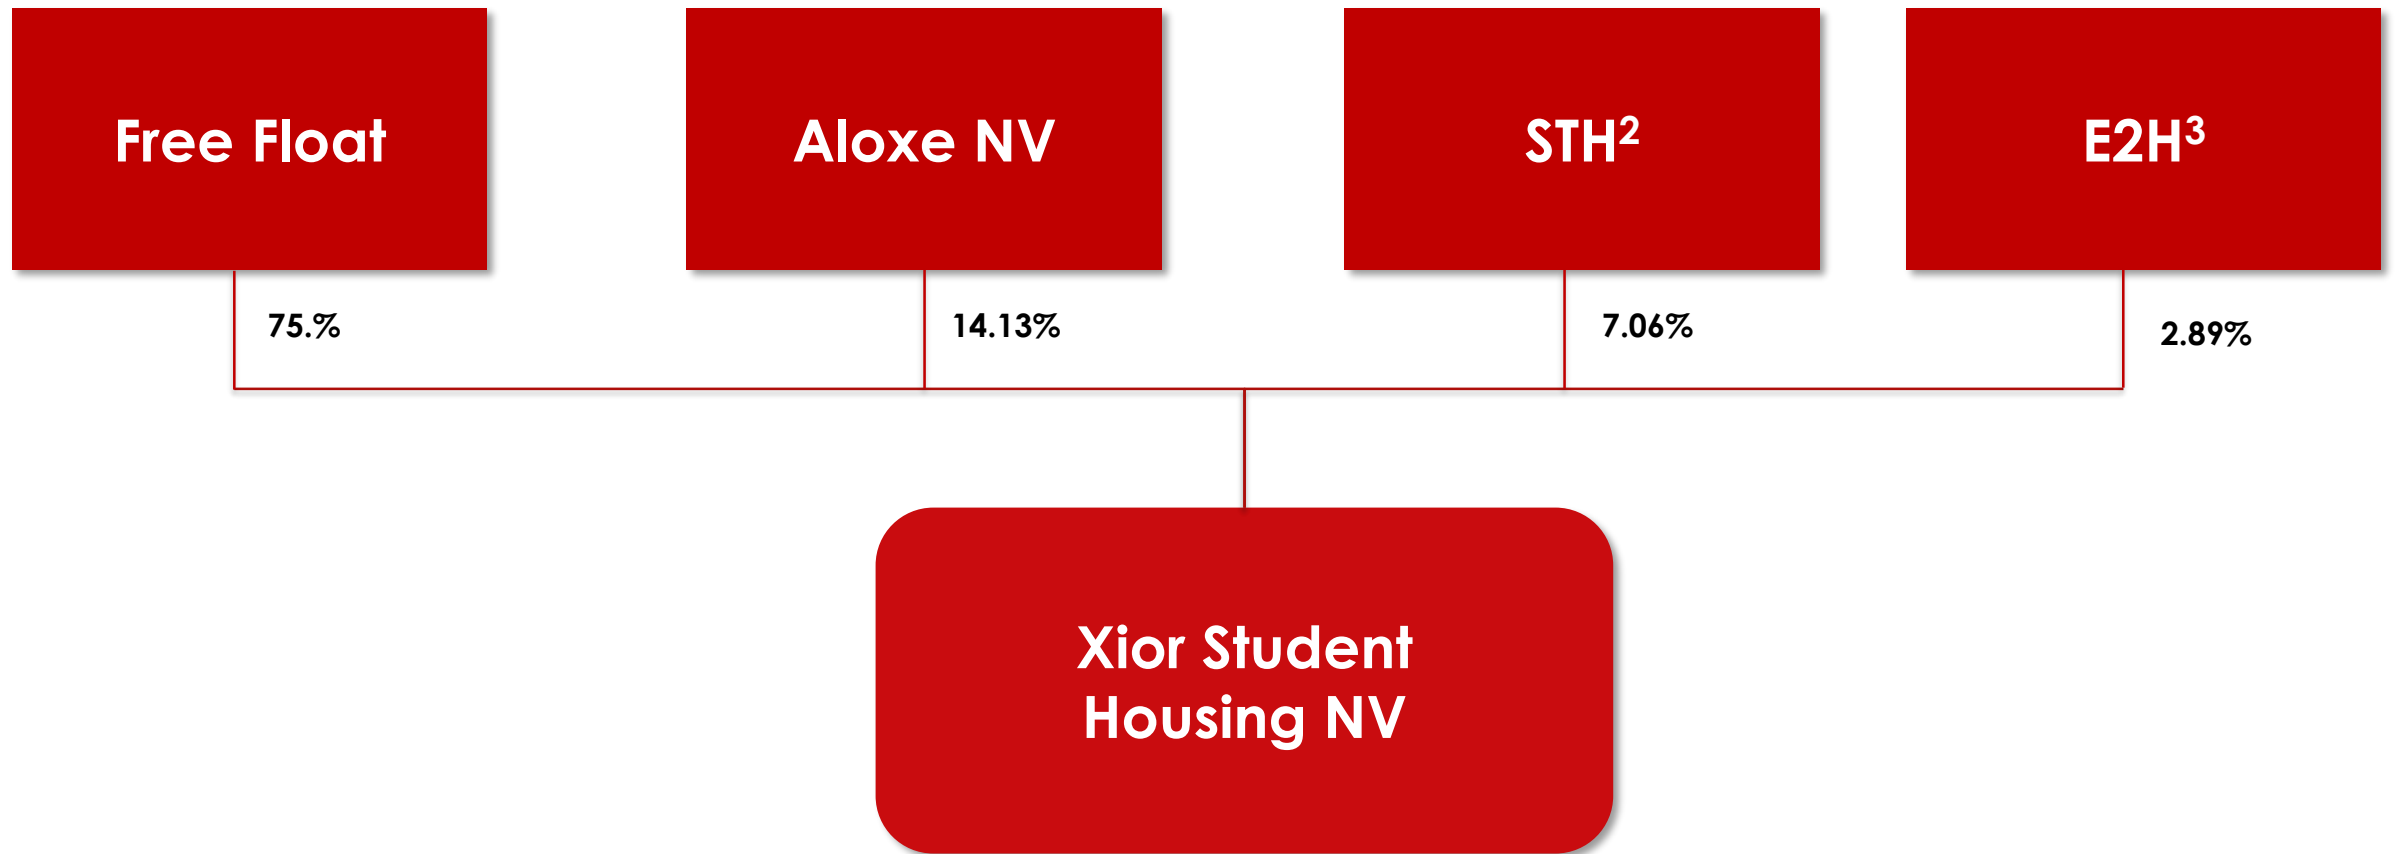 Free Float
Aloxe NV
STH²
E2H³
75.%
14.13%
7.06%
2.89%
Xior Student
Housing NV